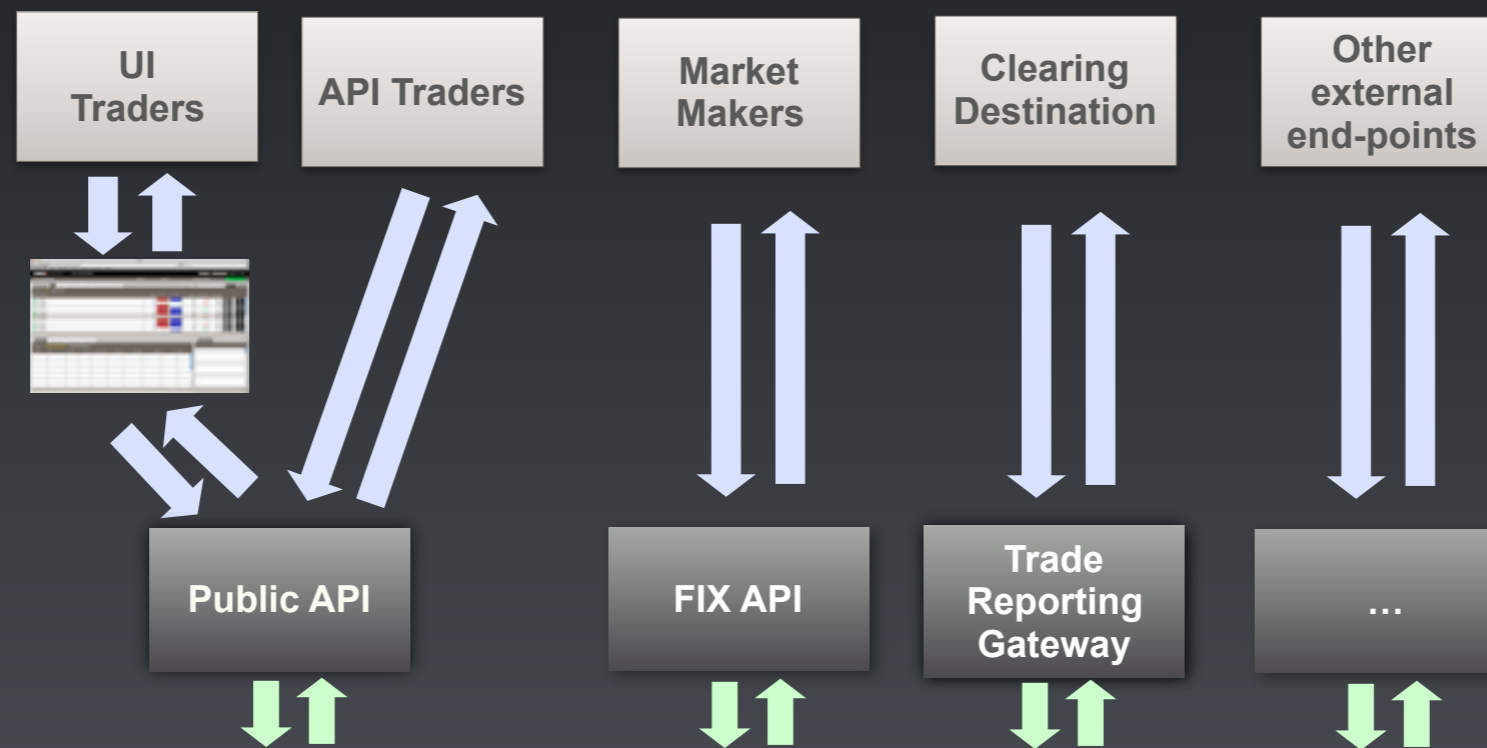 UI
Traders
API Traders
Market
Makers
Clearing
Destination
Other
external
end-points
Public API
FIX API
Trade
Reporting
Gateway
...